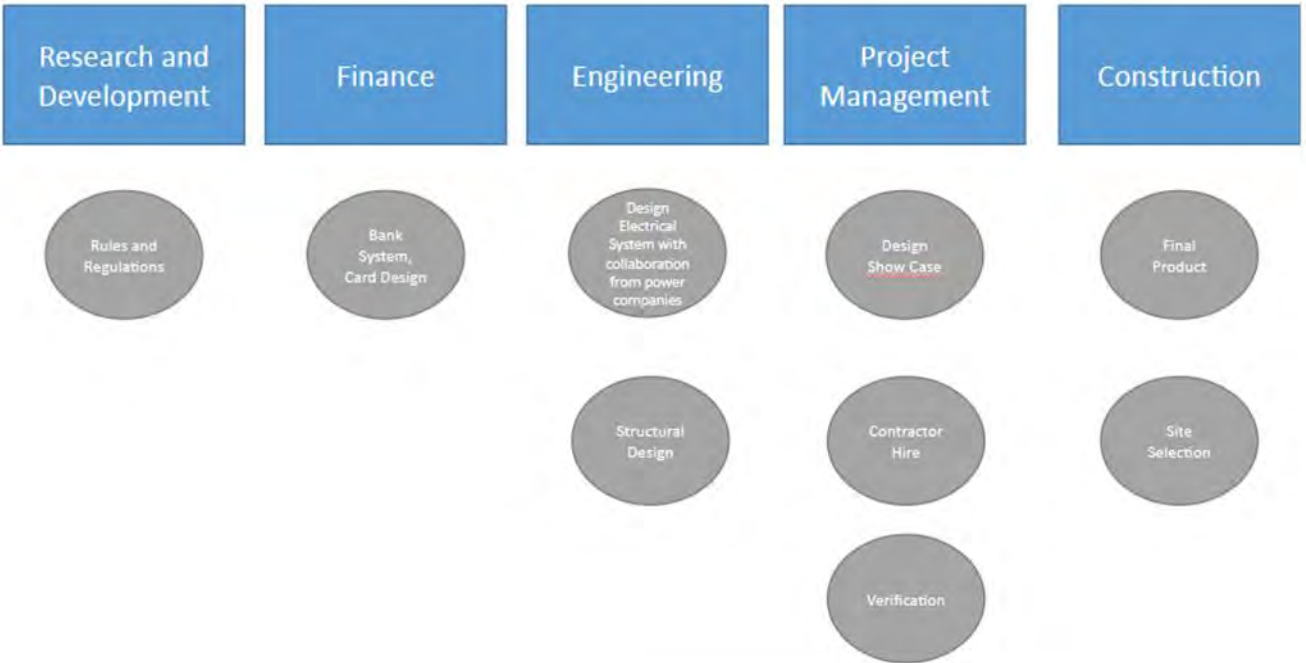 Research and
Development
Finance
Engineering
Project
Management
Construction
Rules and
Regulations
Bank
System,
Card Design
Design
Electrical
System with
collaboration
from power
companies
Design
Show Case
Final
Product
Structural
Design
Contractor
Hire
Site
Selection
Verification